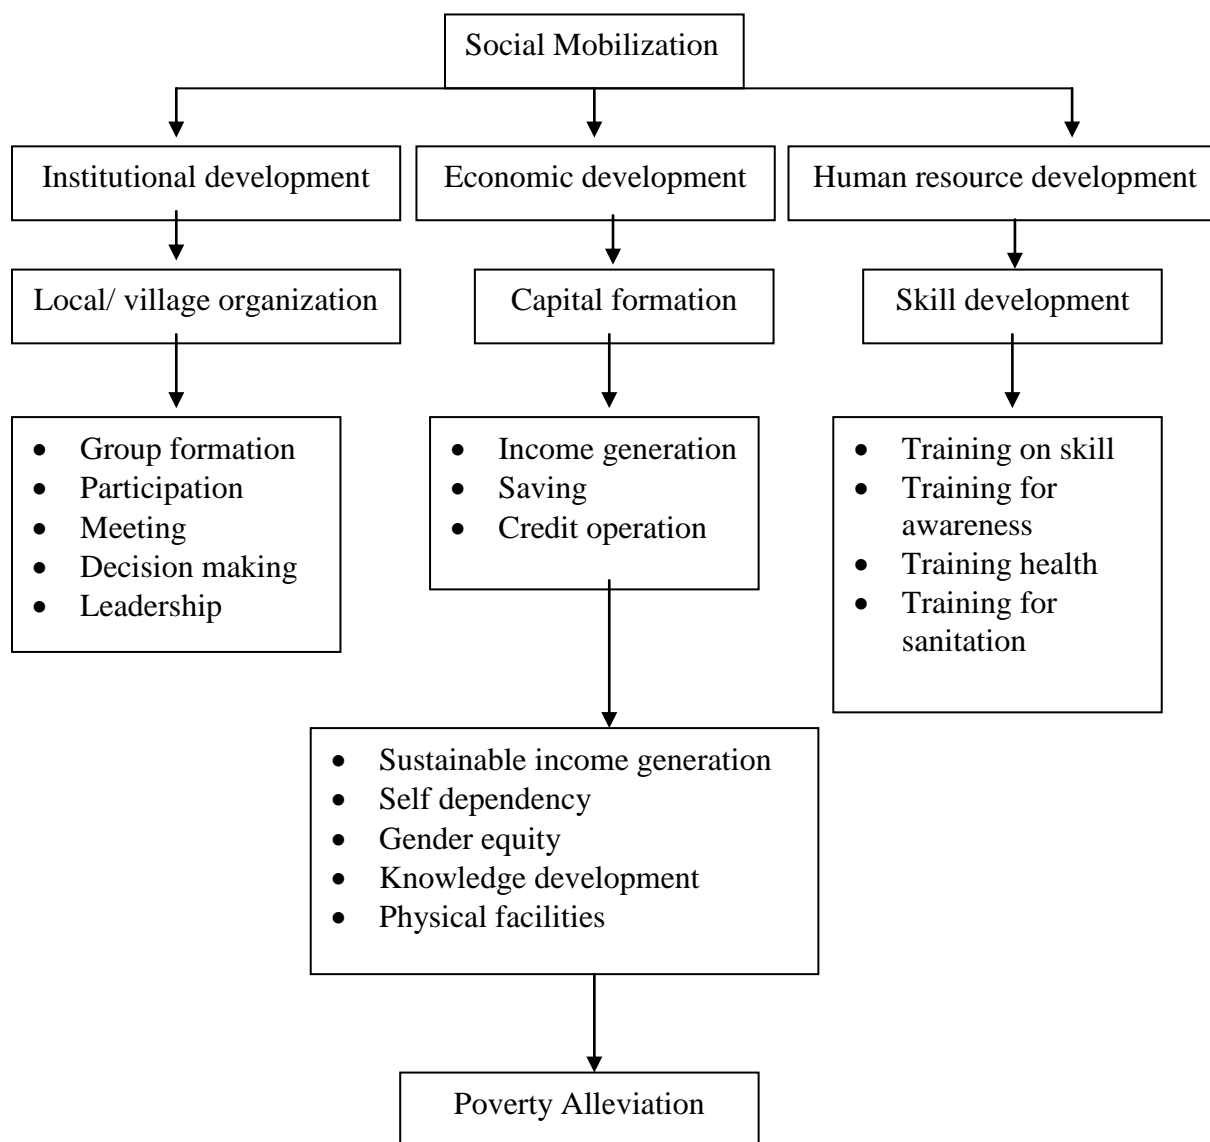 Social Mobilization
Institutional development
Economic development
Human resource development
Local/ village organization
Capital formation
Skill development
• Group formation
• Participation
• Meeting
• Decision making
• Leadership
• Income generation
• Saving
• Credit operation
• Training on skill
• Training for
awareness
• Training health
• Training for
sanitation
• Sustainable income generation
• Self dependency
• Gender equity
• Knowledge development
• Physical facilities
Poverty Alleviation